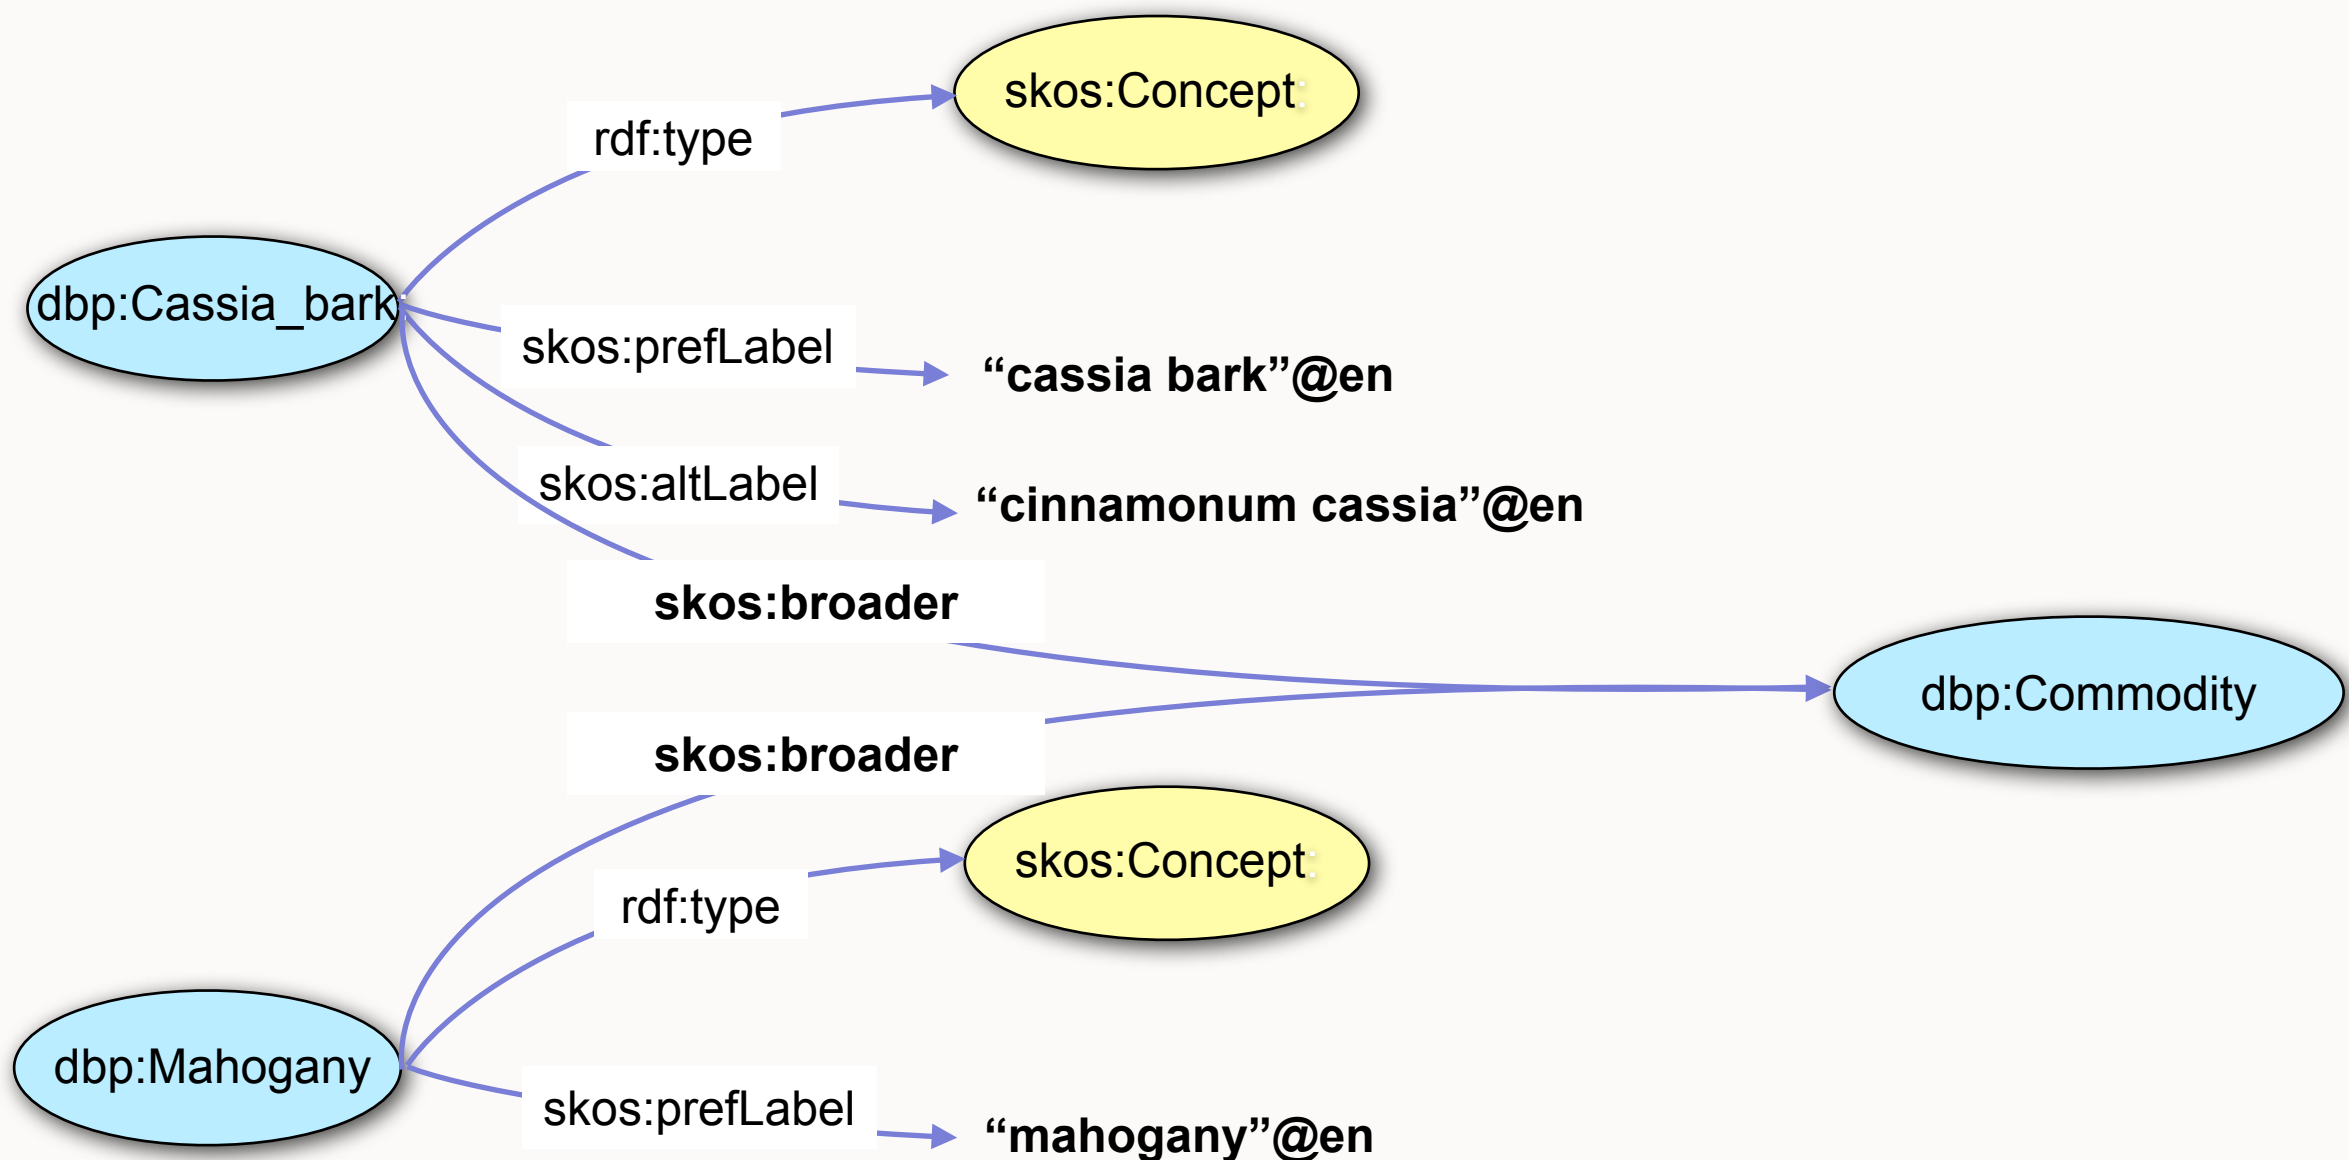 skos:Concept:
rdf:type
dbp:Cassia_bark
skos:prefLabel
“cassia bark”@en
skos:altLabel
“cinnamonum cassia”@en
skos:broader
dbp:Commodity
skos:broader
skos:Concept:
rdf:type
dbp:Mahogany
skos:prefLabel
“mahogany”@en